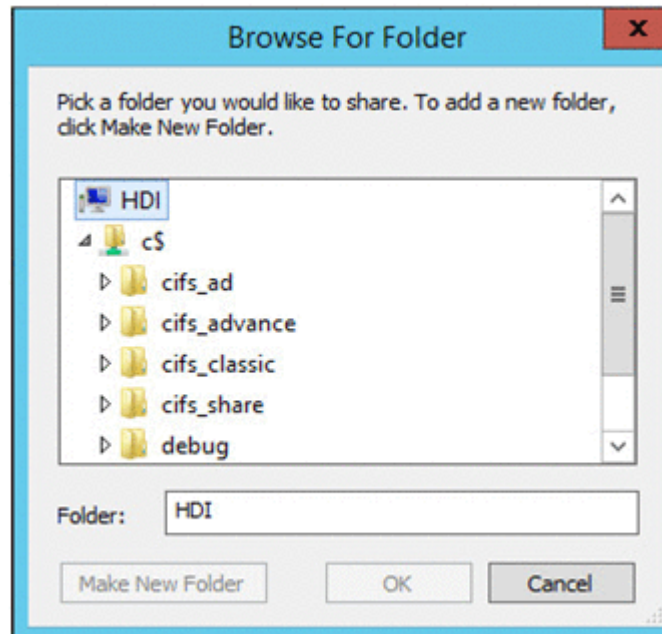 Browse For Folder
x
Pick a folder you would like to share. To add a new folder,
click Make New Folder.
HDI
c$
cifs_ad
cifs_advance
cifs_classic
cifs_share
debug
Folder: HDI
Make New Folder OK Cancel